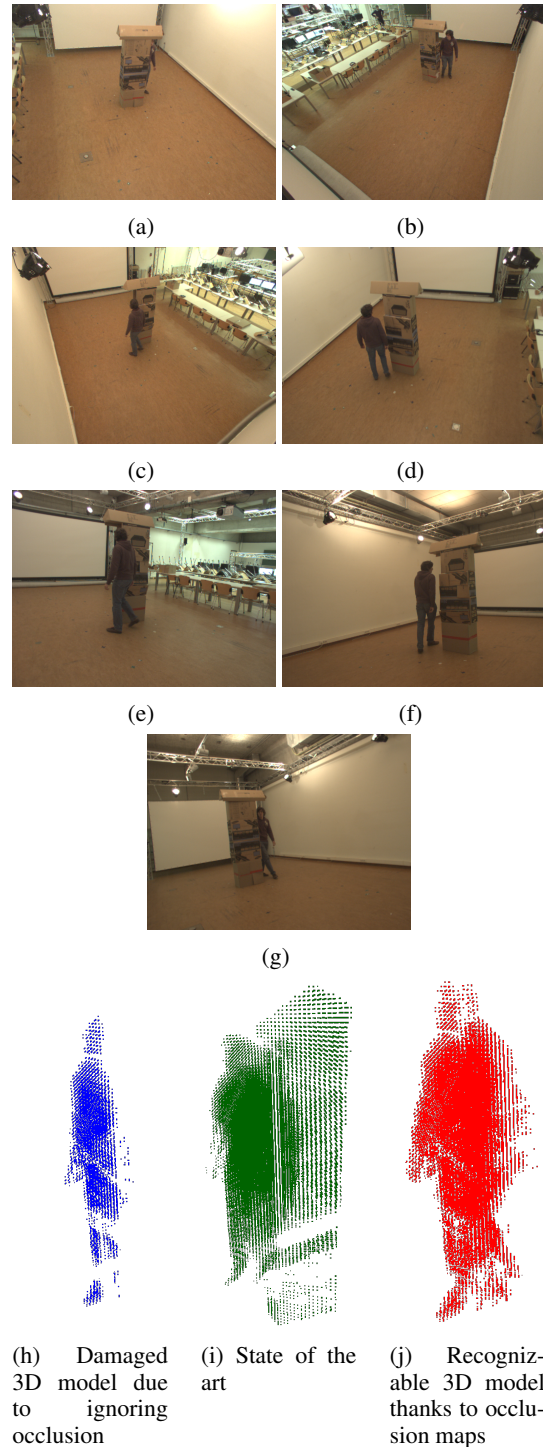 (a)
(b)
(c)
(d)
(e)
(f)
(g)
(h) Damaged
3D model due
to ignoring
occlusion
(i) State of the
art
(j) Recogniz-
able 3D model
thanks to occlu-
sion maps